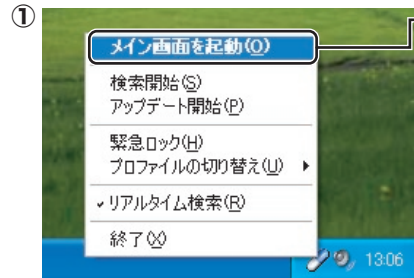 ①
メイン画面を起動(O)
検索開始(S)
アップデート開始(P)
緊急ロック(H)
プロファイルの切り替え(U)
リアルタイム検索(R)
終了(X)
13:06